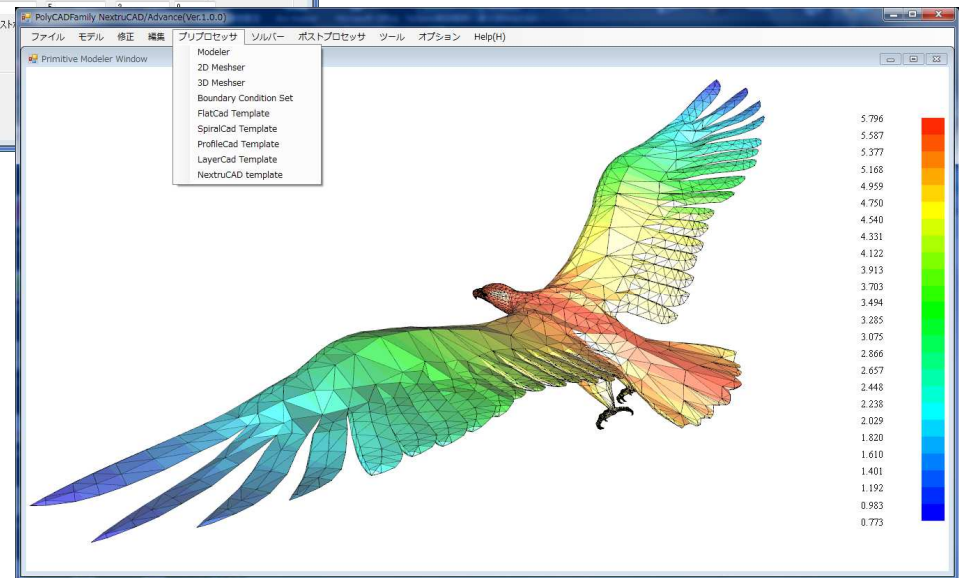 PolyCADFamily NextruCAD/Advance(Ver.1.0.0)
ファイル モデル 修正 編集 プリプロセッサ ソルバー ポストプロセッサ ツール オプション Help(H)
Primitive Modeler Window
Modeler
2D Meshser
3D Meshser
Boundary Condition Set
FlatCad Template
SpiralCad Template
ProfileCad Template
LayerCad Template
NextruCAD template
5.796
5.587
5.377
5.168
4.959
4.750
4.540
4.331
4.122
3.913
3.703
3.494
3.285
3.075
2.866
2.657
2.448
2.238
2.029
1.820
1.610
1.401
1.192
0.983
0.773